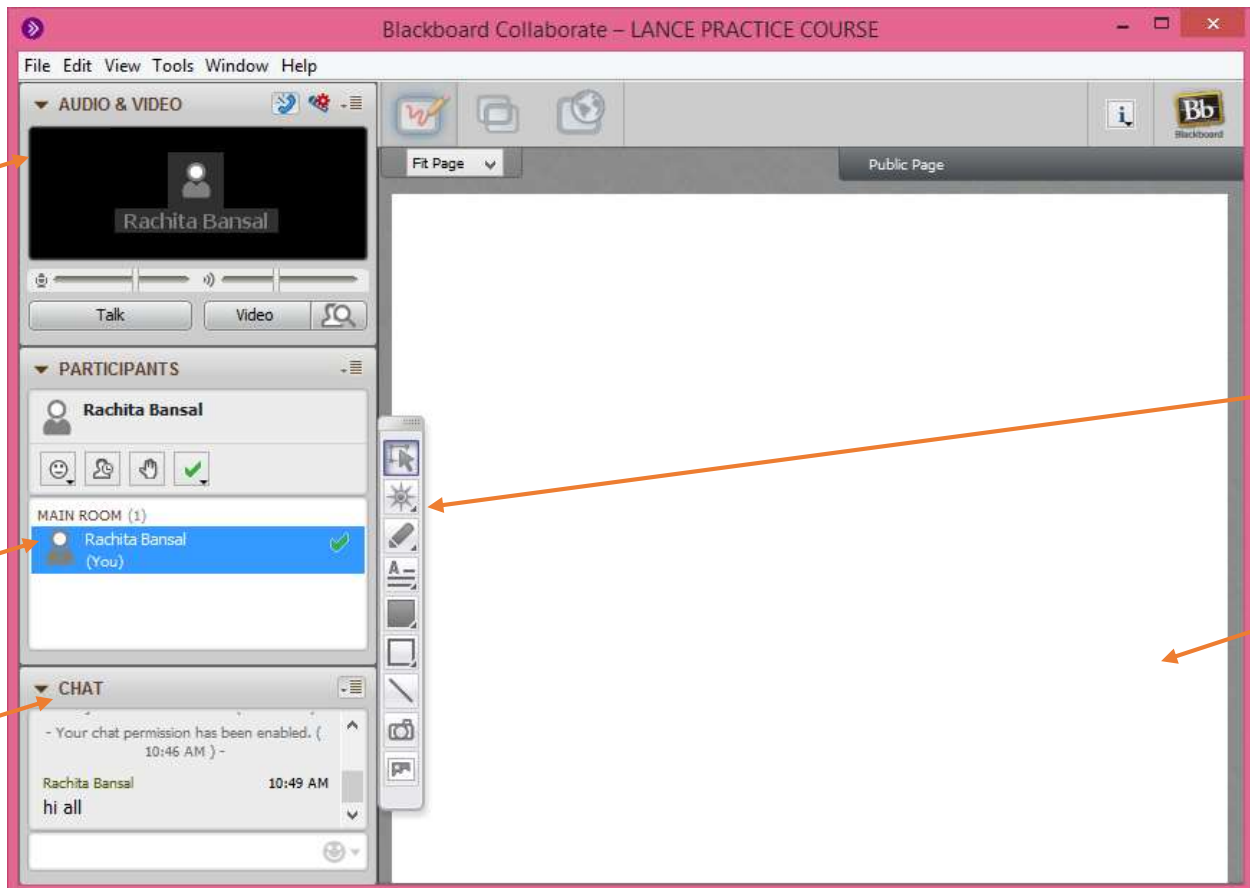 Blackboard Collaborate – LANCE PRACTICE COURSE
File Edit View Tools Window Help
AUDIO & VIDEO
Rachita Bansal
Talk
Video
PARTICIPANTS
Rachita Bansal
MAIN ROOM (1)
Rachita Bansal
(You)
CHAT
- Your chat permission has been enabled. (
10:46 AM ) -
Rachita Bansal 10:49 AM
hi all
Fit Page
Public Page
i
Bb
Blackboard
A